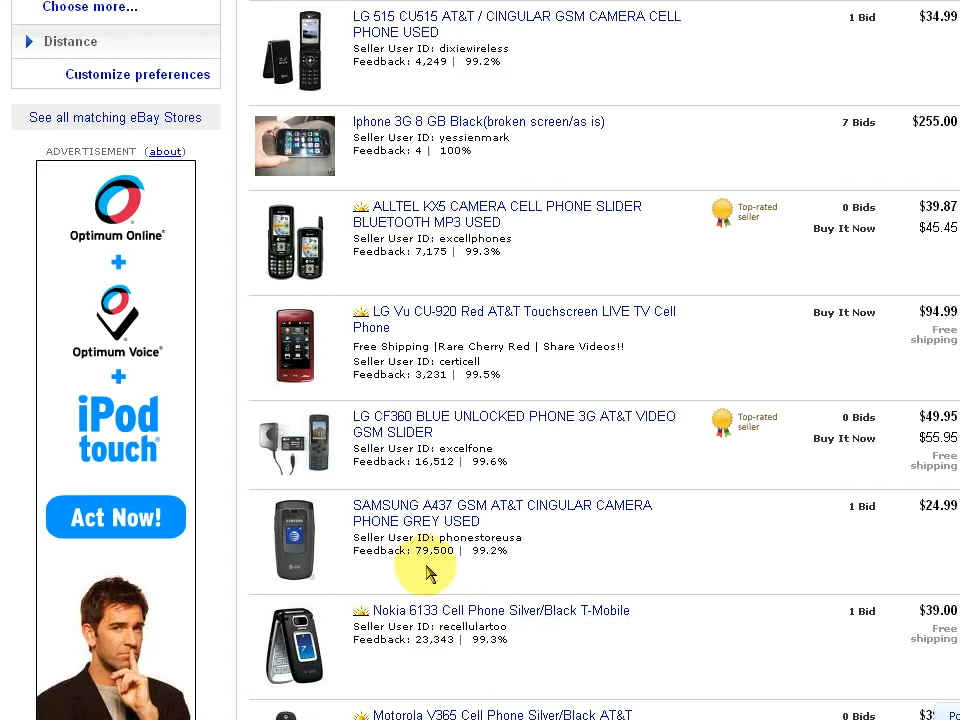 Choose more...
Distance
Customize preferences
See all matching eBay Stores
ADVERTISEMENT (about)
Optimum Online
+
Optimum Voice
+
iPod
touch
Act Now!
LG 515 CU515 AT&T / CINGULAR GSM CAMERA CELL
PHONE USED
Seller User ID: dixiewireless
Feedback: 4,249 | 99.2%
1 Bid
$34.99
Iphone 3G 8 GB Black(broken screen/as is)
Seller User ID: yessienmark
Feedback: 4 | 100%
7 Bids
$255.00
ALLTEL KX5 CAMERA CELL PHONE SLIDER
BLUETOOTH MP3 USED
Seller User ID: excellphones
Feedback: 7,175 | 99.3%
Top-rated
seller
0 Bids
$39.87
Buy It Now
$45.45
LG Vu CU-920 Red AT&T Touchscreen LIVE TV Cell
Phone
Free Shipping |Rare Cherry Red | Share Videos!!
Seller User ID: certicell
Feedback: 3,231 | 99.5%
Buy It Now
$94.99
Free
shipping
LG CF360 BLUE UNLOCKED PHONE 3G AT&T VIDEO
GSM SLIDER
Seller User ID: excelfone
Feedback: 16,512 | 99.6%
Top-rated
seller
0 Bids
$49.95
Buy It Now
$55.95
Free
shipping
SAMSUNG A437 GSM AT&T CINGULAR CAMERA
PHONE GREY USED
Seller User ID: phonestoreusa
Feedback: 79,500 | 99.2%
1 Bid
$24.99
Nokia 6133 Cell Phone Silver/Black T-Mobile
Seller User ID: recellulartoo
Feedback: 23,343 | 99.3%
1 Bid
$39.00
Free
shipping
Motorola V365 Cell Phone Silver/Black AT&T
0 Bids